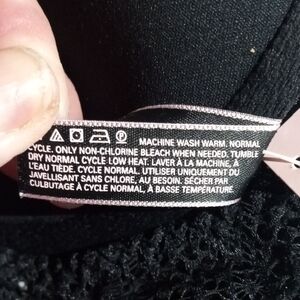 MACHINE WASH WARM. NORMAL
CYCLE. ONLY NON-CHLORINE BLEACH WHEN NEEDED. TUMBLE
DRY NORMAL CYCLE LOW HEAT. LAVER À LA MACHINE, À
L'EAU TIÈDE. CYCLE NORMAL. UTILISER UNIQUEMENT DU
JAVELLISANT SANS CHLORE, AU BESOIN. SÉCHER PAR
CULBUTAGE À CYCLE NORMAL, À BASSE TEMPÉRATURE.